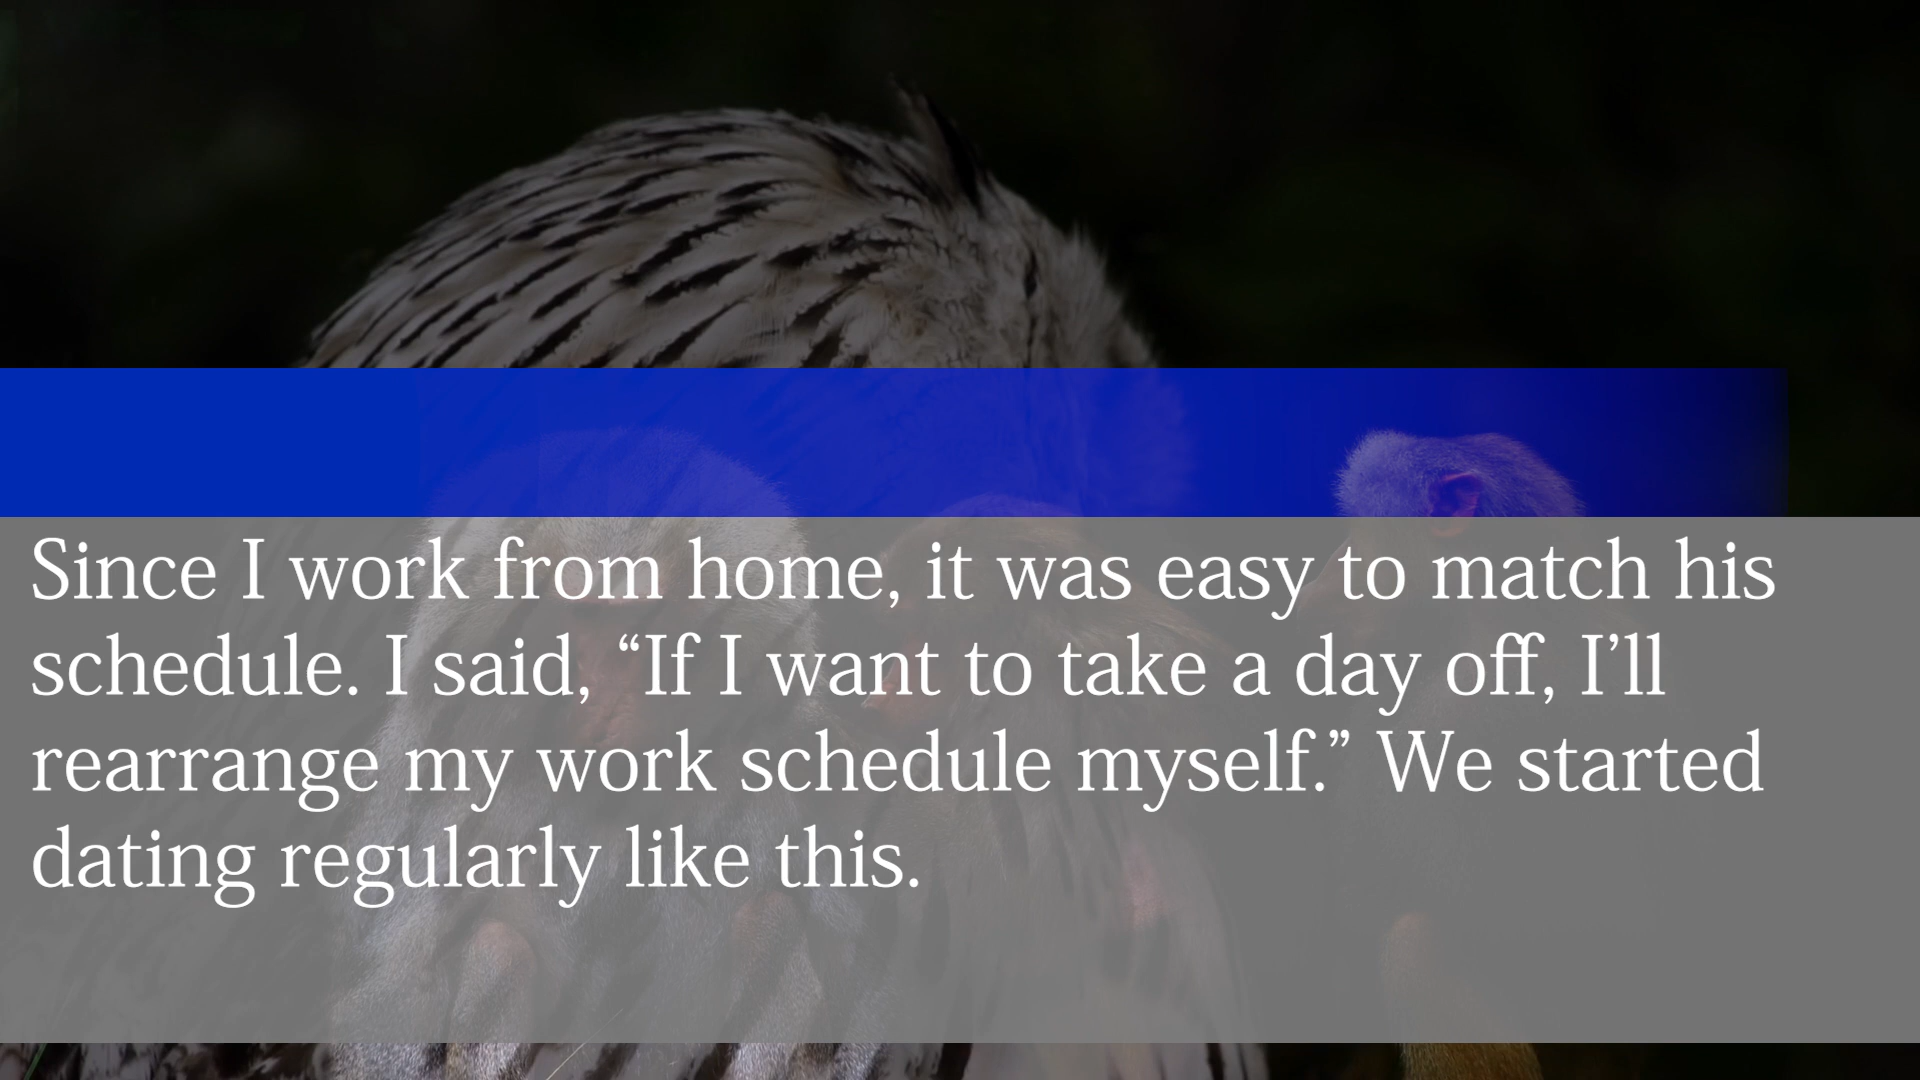 Since I work from home, it was easy to match his
schedule. I said, “If I want to take a day off, I’ll
rearrange my work schedule myself.” We started
dating regularly like this.